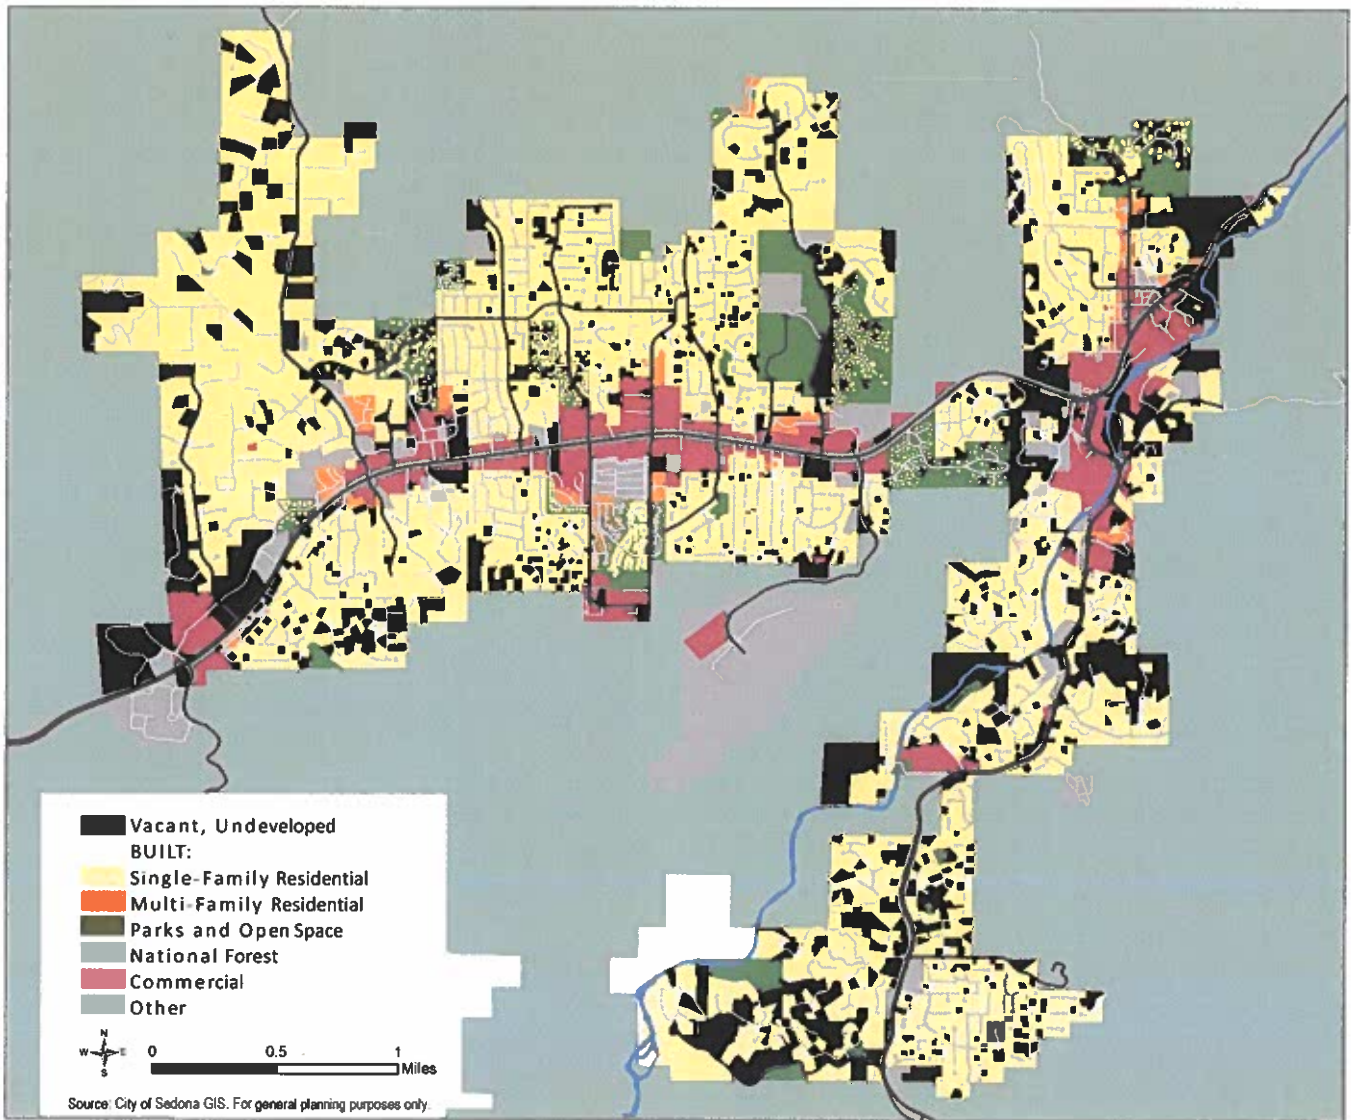 Vacant, Undeveloped
BUILT:
Single-Family Residential
Multi-Family Residential
Parks and Open Space
National Forest
Commercial
Other
N
W E
S
0 0.5 1
Miles
Source: City of Sedona GIS. For general planning purposes only.